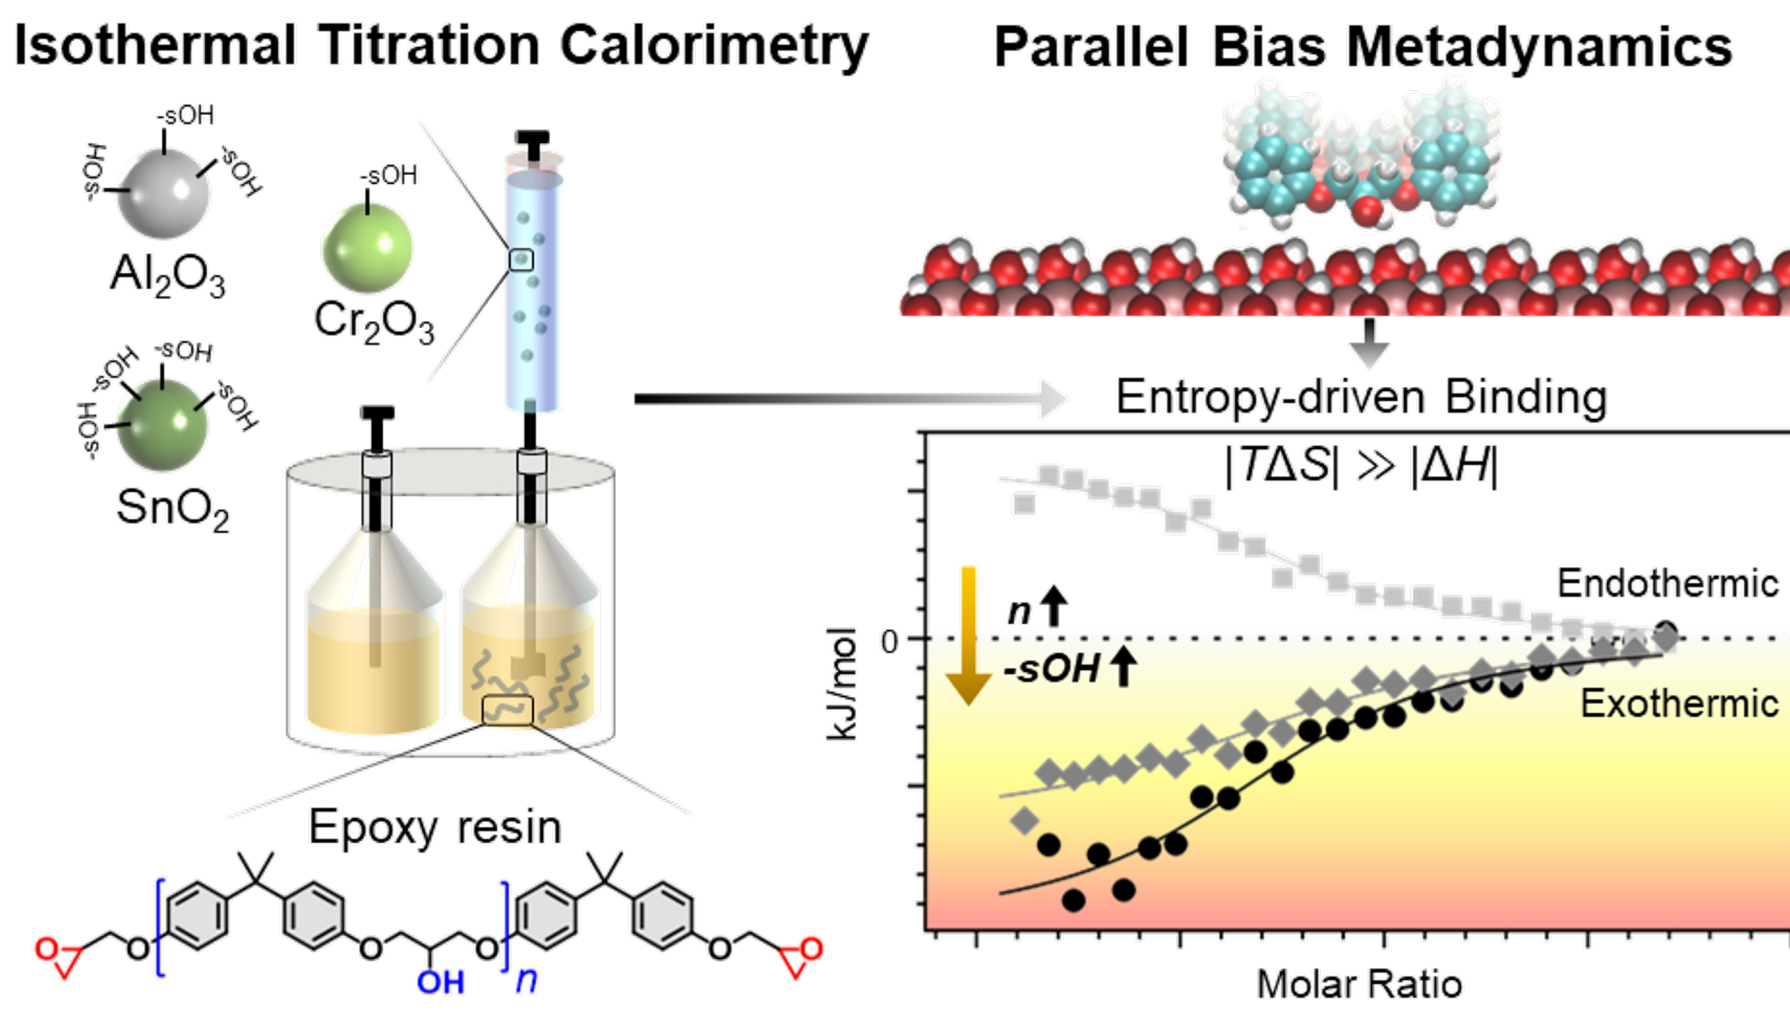 Isothermal Titration Calorimetry
-sOH
-sOH
-sOH
Al₂O₃
-sOH
Cr₂O₃
-sOH
-sOH
-sOH
-sOH
SnO₂
Epoxy resin
O
O
O
O
OH
n
O
O
Parallel Bias Metadynamics
Entropy-driven Binding
|TΔS| ≫ |ΔH|
Endothermic
n
0
-sOH
Exothermic
kJ/mol
Molar Ratio